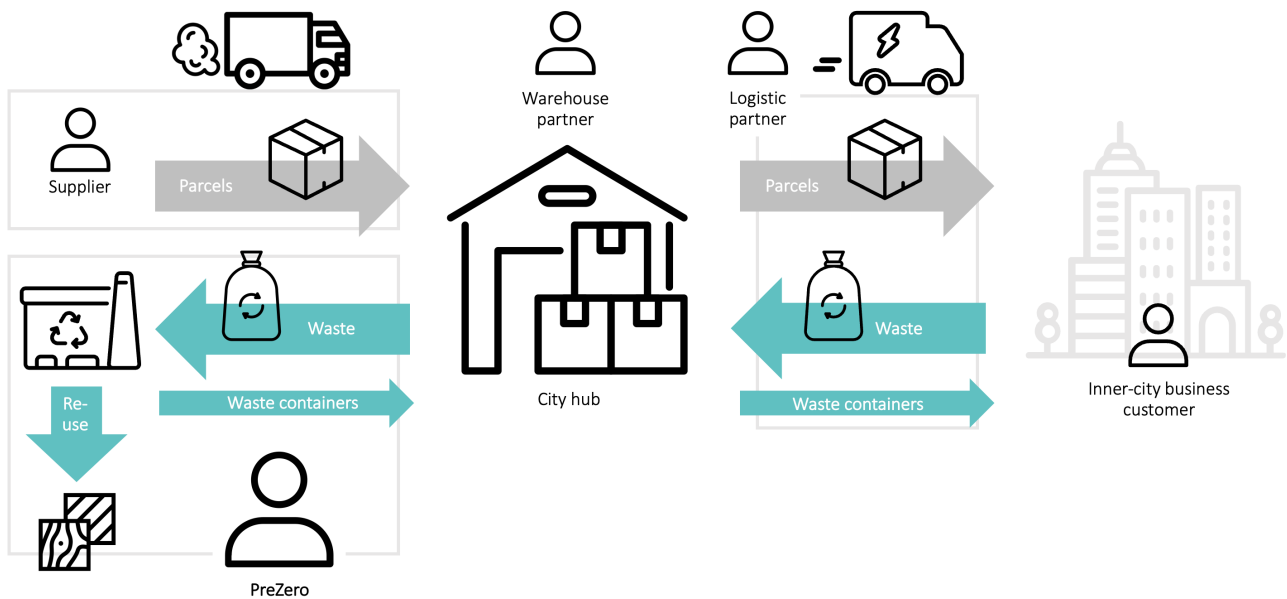 Warehouse
partner
Logistic
partner
Supplier
Parcels
Parcels
Waste
Waste
Re-
use
Waste containers
City hub
Waste containers
Inner-city business
customer
PreZero